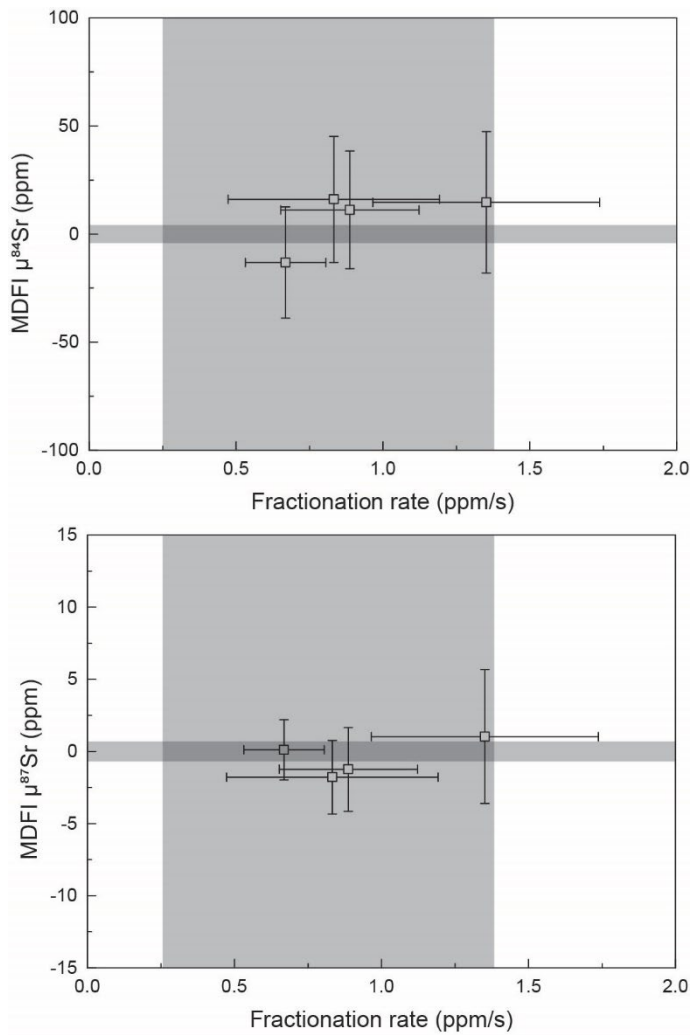 100
50
0
-50
-100
MDFI μ⁸⁴Sr (ppm)
0.0 0.5 1.0 1.5 2.0
Fractionation rate (ppm/s)
15
10
5
0
-5
-10
-15
MDFI μ⁸⁷Sr (ppm)
0.0 0.5 1.0 1.5 2.0
Fractionation rate (ppm/s)